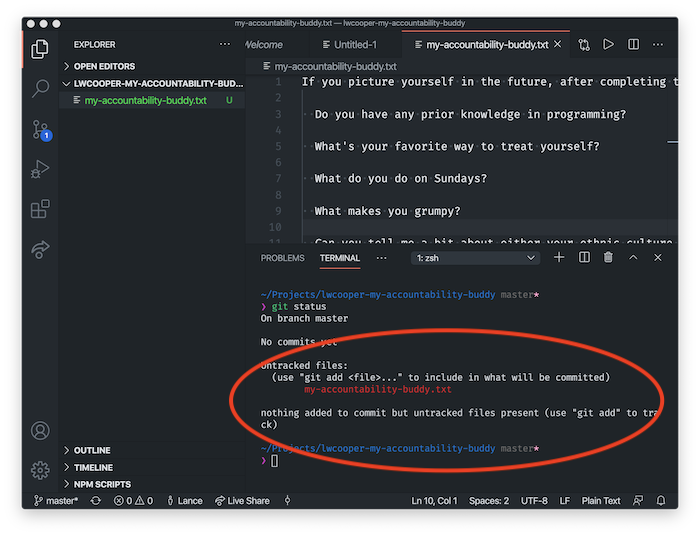 my-accountability-buddy.txt — lwcooper-my-accountability-buddy
EXPLORER
OPEN EDITORS
LWCOOPER-MY-ACCOUNTABILITY-BUD...
my-accountability-buddy.txt U
1
OUTLINE
TIMELINE
NPM SCRIPTS
Welcome
Untitled-1
my-accountability-buddy.txt
my-accountability-buddy.txt
1 If you picture yourself in the future, after completing t
2
3 Do you have any prior knowledge in programming?
4
5 What's your favorite way to treat yourself?
6
7 What do you do on Sundays?
8
9 What makes you grumpy?
10
11 Can you tell me a bit about either your ethnic culture
PROBLEMS TERMINAL ··· 1: zsh
~/Projects/lwcooper-my-accountability-buddy master*
❯ git status
On branch master
No commits yet
Untracked files:
(use "git add <file>..." to include in what will be committed)
my-accountability-buddy.txt
nothing added to commit but untracked files present (use "git add" to tra
ck)
~/Projects/lwcooper-my-accountability-buddy master*
❯
master* 0 0 Lance Live Share Ln 10, Col 1 Spaces: 2 UTF-8 LF Plain Text